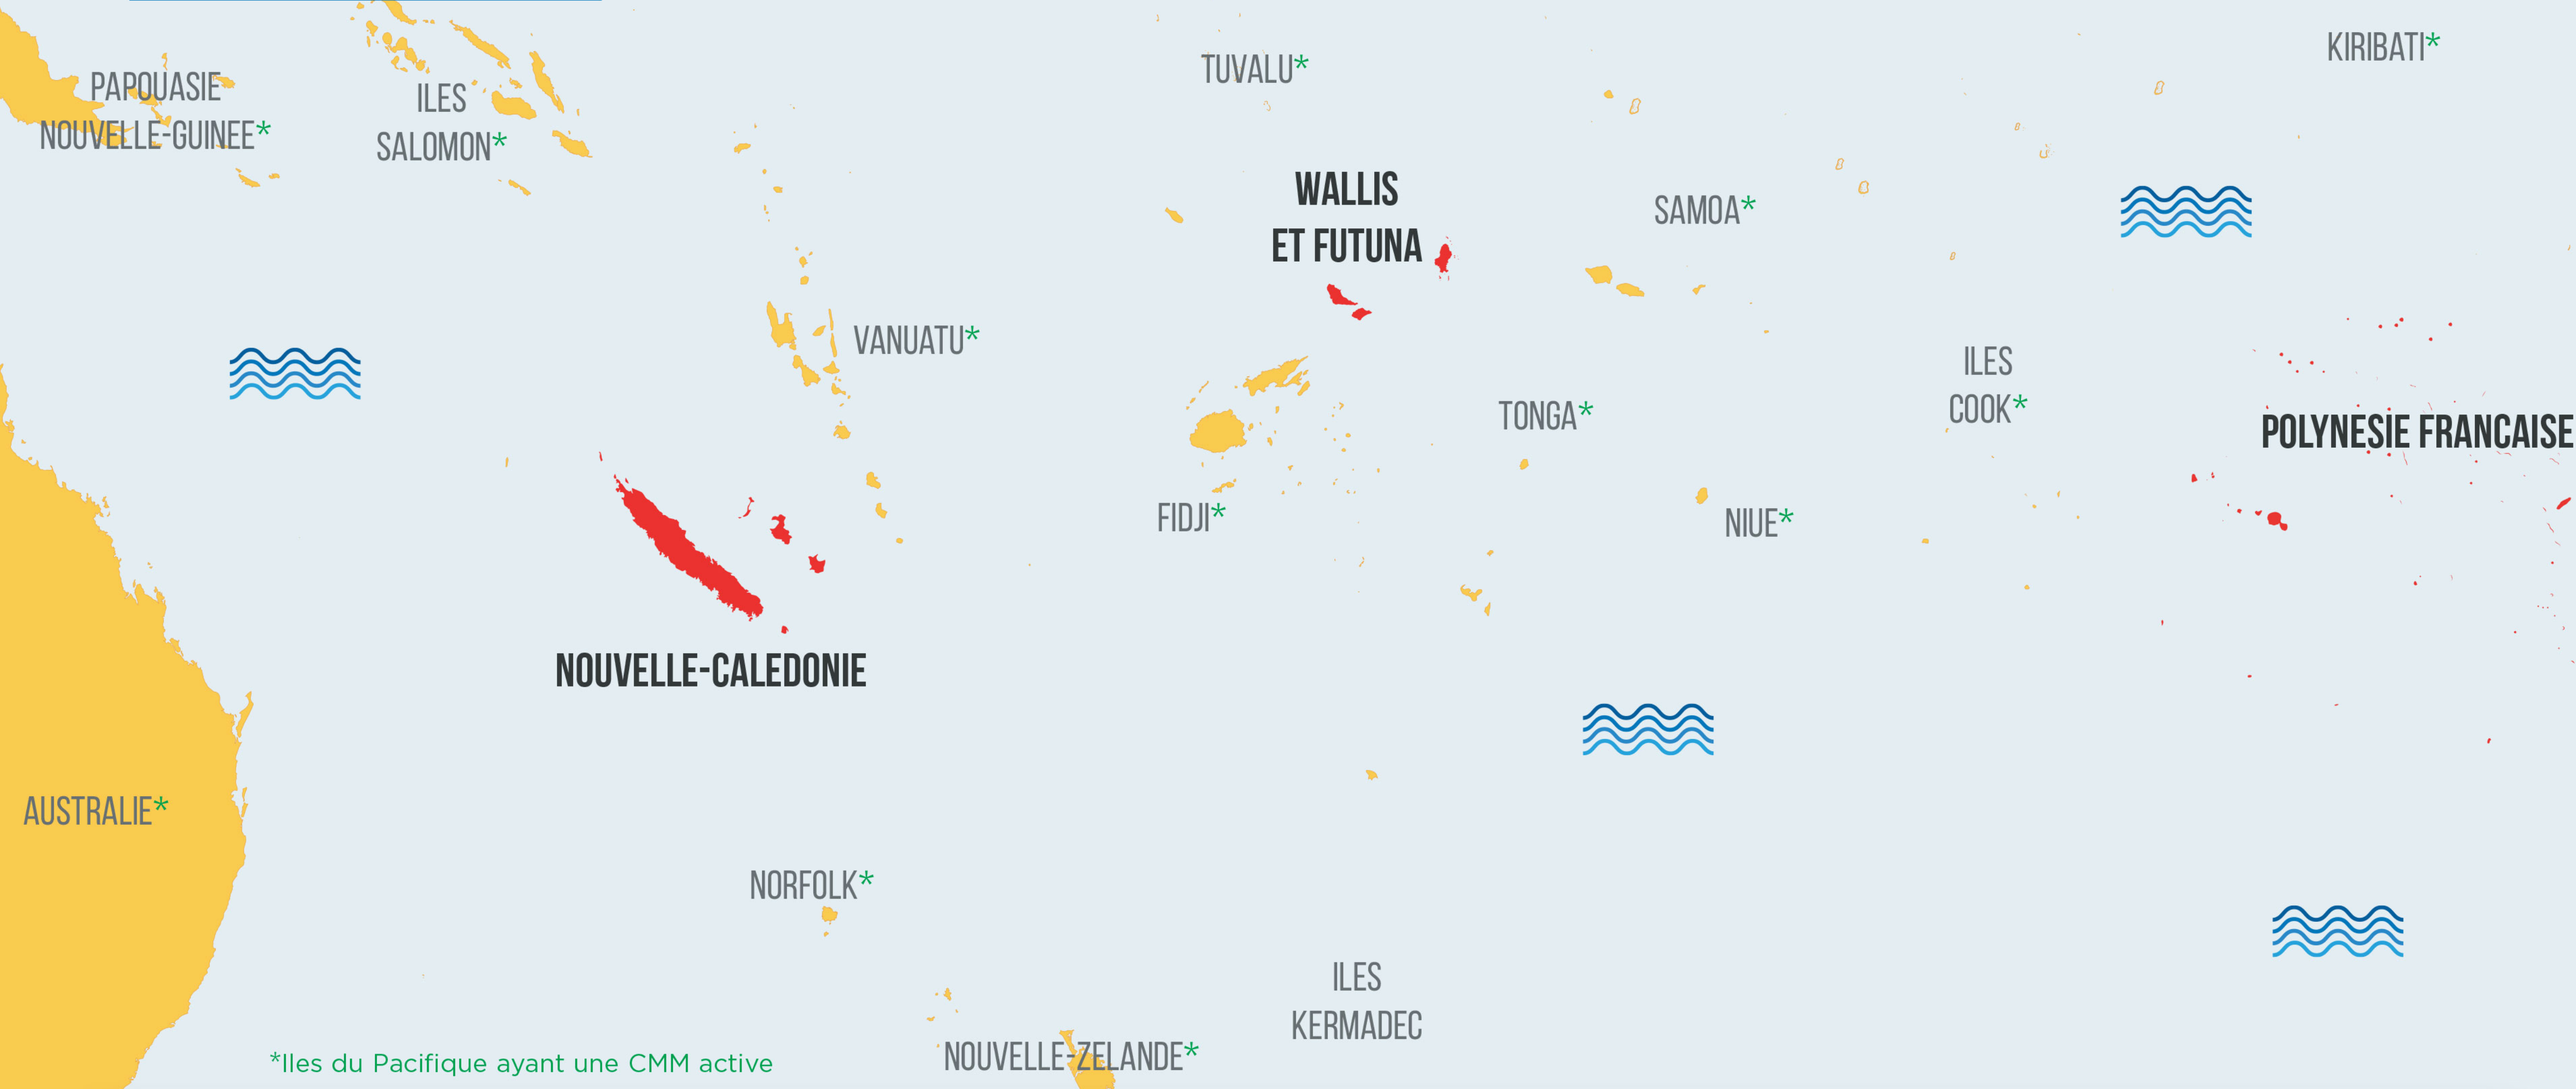 KIRIBATI*
TUVALU*
PAPOUASIE
NOUVELLE-GUINEE*
ILES
SALOMON*
WALLIS
ET FUTUNA
SAMOA*
VANUATU*
ILES
COOK*
TONGA*
POLYNESIE FRANCAISE
FIDJI*
NIUE*
NOUVELLE-CALEDONIE
AUSTRALIE*
NORFOLK*
ILES
KERMADEC
NOUVELLE-ZELANDE*
*Iles du Pacifique ayant une CMM active